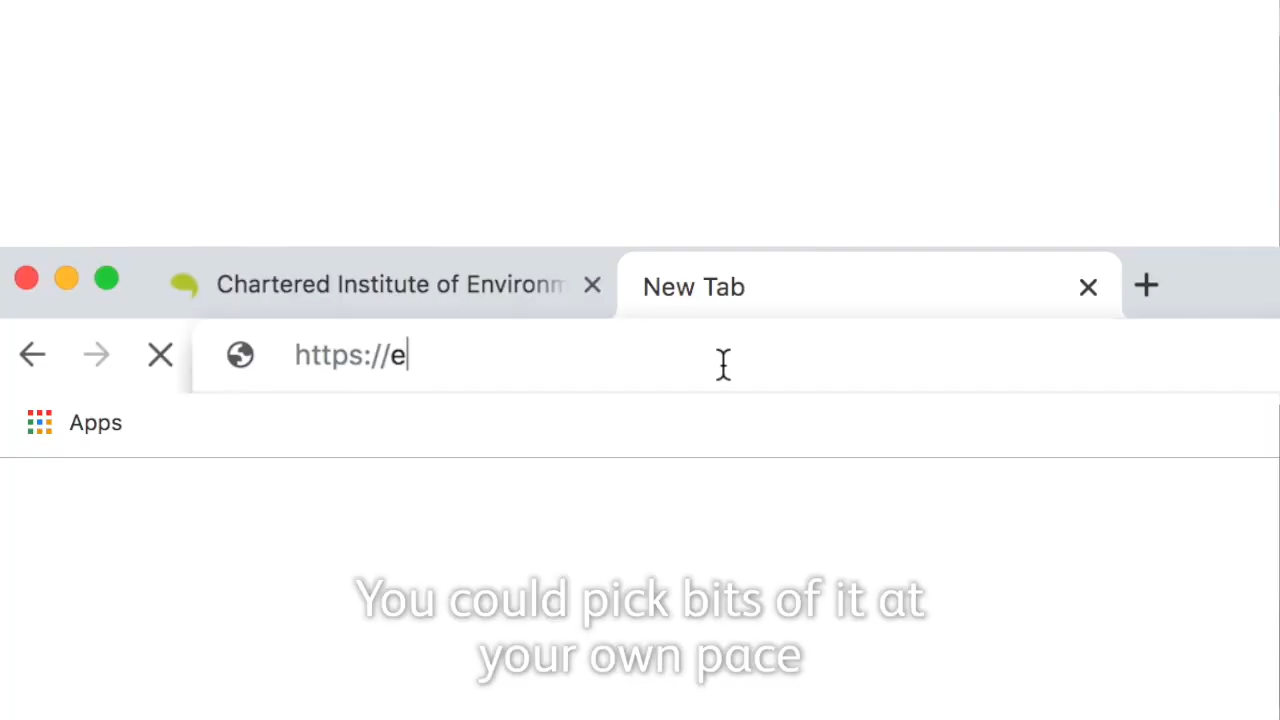 Chartered Institute of Environm
New Tab
https://e
Apps
You could pick bits of it at
your own pace